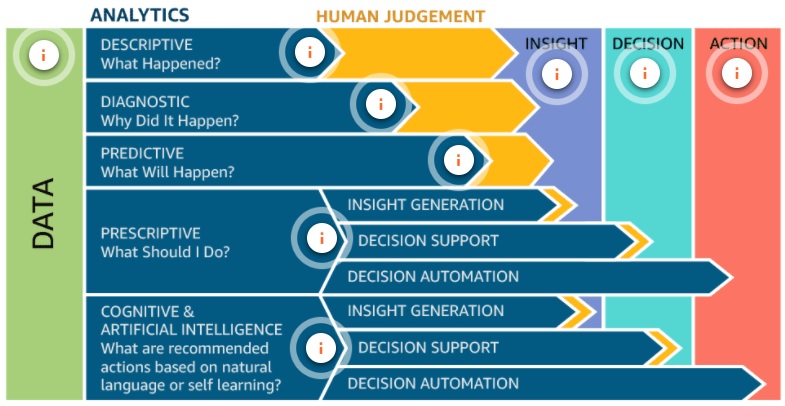 ANALYTICS
HUMAN JUDGEMENT
DATA
DESCRIPTIVE
What Happened?
INSIGHT
DECISION
ACTION
DIAGNOSTIC
Why Did It Happen?
PREDICTIVE
What Will Happen?
PRESCRIPTIVE
What Should I Do?
INSIGHT GENERATION
DECISION SUPPORT
DECISION AUTOMATION
COGNITIVE &
ARTIFICIAL INTELLIGENCE
What are recommended
actions based on natural
language or self learning?
INSIGHT GENERATION
DECISION SUPPORT
DECISION AUTOMATION